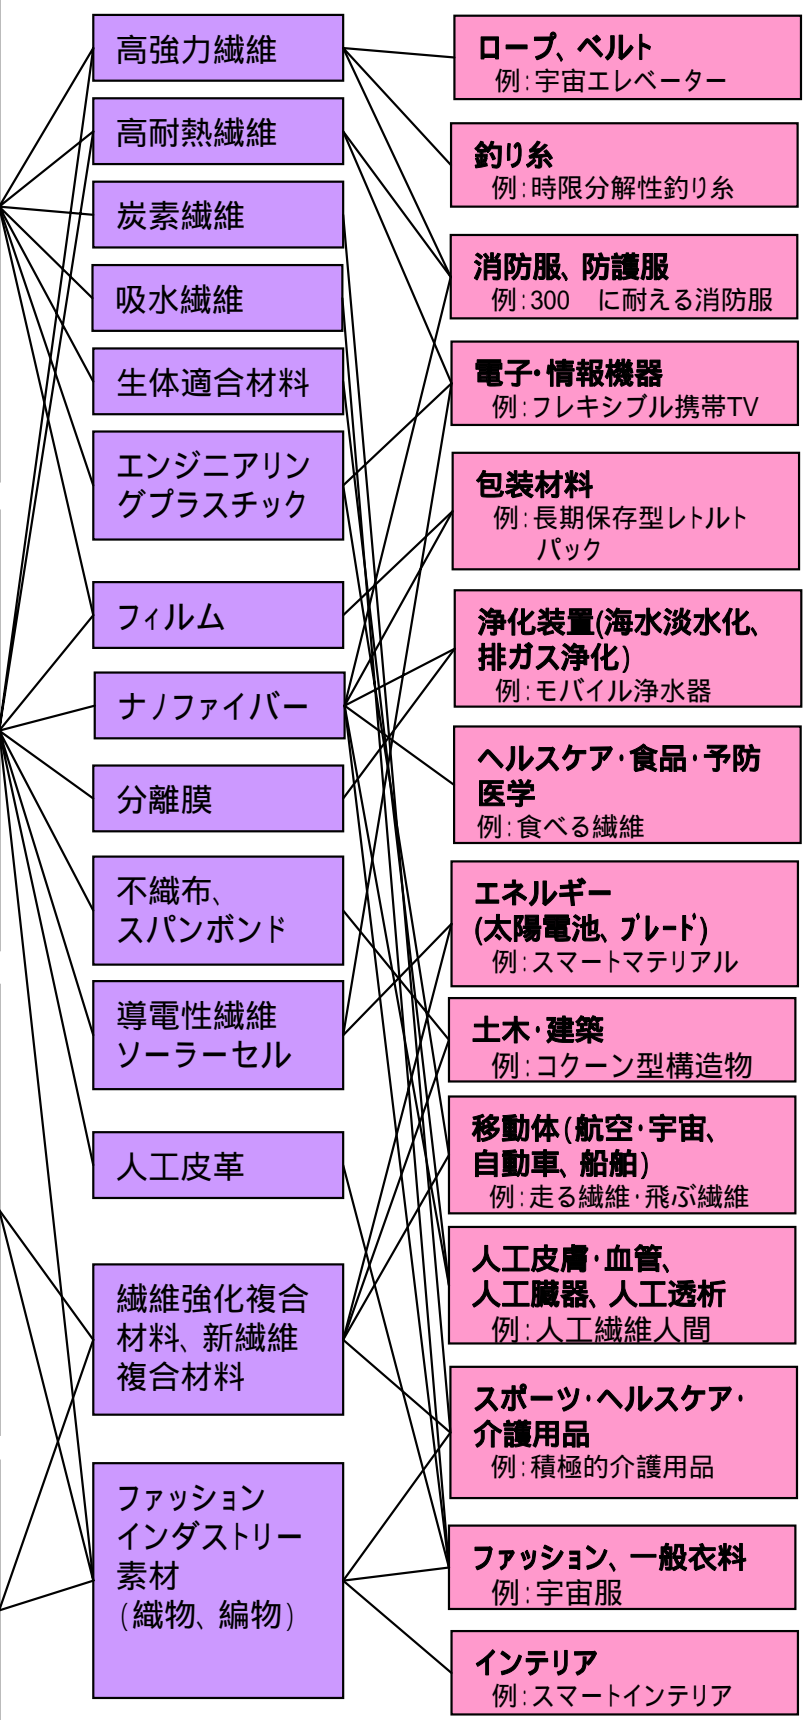 高強力繊維
高耐熱繊維
炭素繊維
吸水繊維
生体適合材料
エンジニアリン
グプラスチック
フィルム
ナノファイバー
分離膜
不織布、
スパンボンド
導電性繊維
ソーラーセル
人工皮革
繊維強化複合
材料、新繊維
複合材料
ファッション
インダストリー
素材
(織物、編物)
ロープ、ベルト
例:宇宙エレベーター
釣り糸
例:時限分解性釣り糸
消防服、防護服
例:300 に耐える消防服
電子・情報機器
例:フレキシブル携帯TV
包装材料
例:長期保存型レトルト
パック
浄化装置(海水淡水化、
排ガス浄化)
例:モバイル浄水器
ヘルスケア・食品・予防
医学
例:食べる繊維
エネルギー
(太陽電池、ブレード)
例:スマートマテリアル
土木・建築
例:コクーン型構造物
移動体(航空・宇宙、
自動車、船舶)
例:走る繊維・飛ぶ繊維
人工皮膚・血管、
人工臓器、人工透析
例:人工繊維人間
スポーツ・ヘルスケア・
介護用品
例:積極的介護用品
ファッション、一般衣料
例:宇宙服
インテリア
例:スマートインテリア